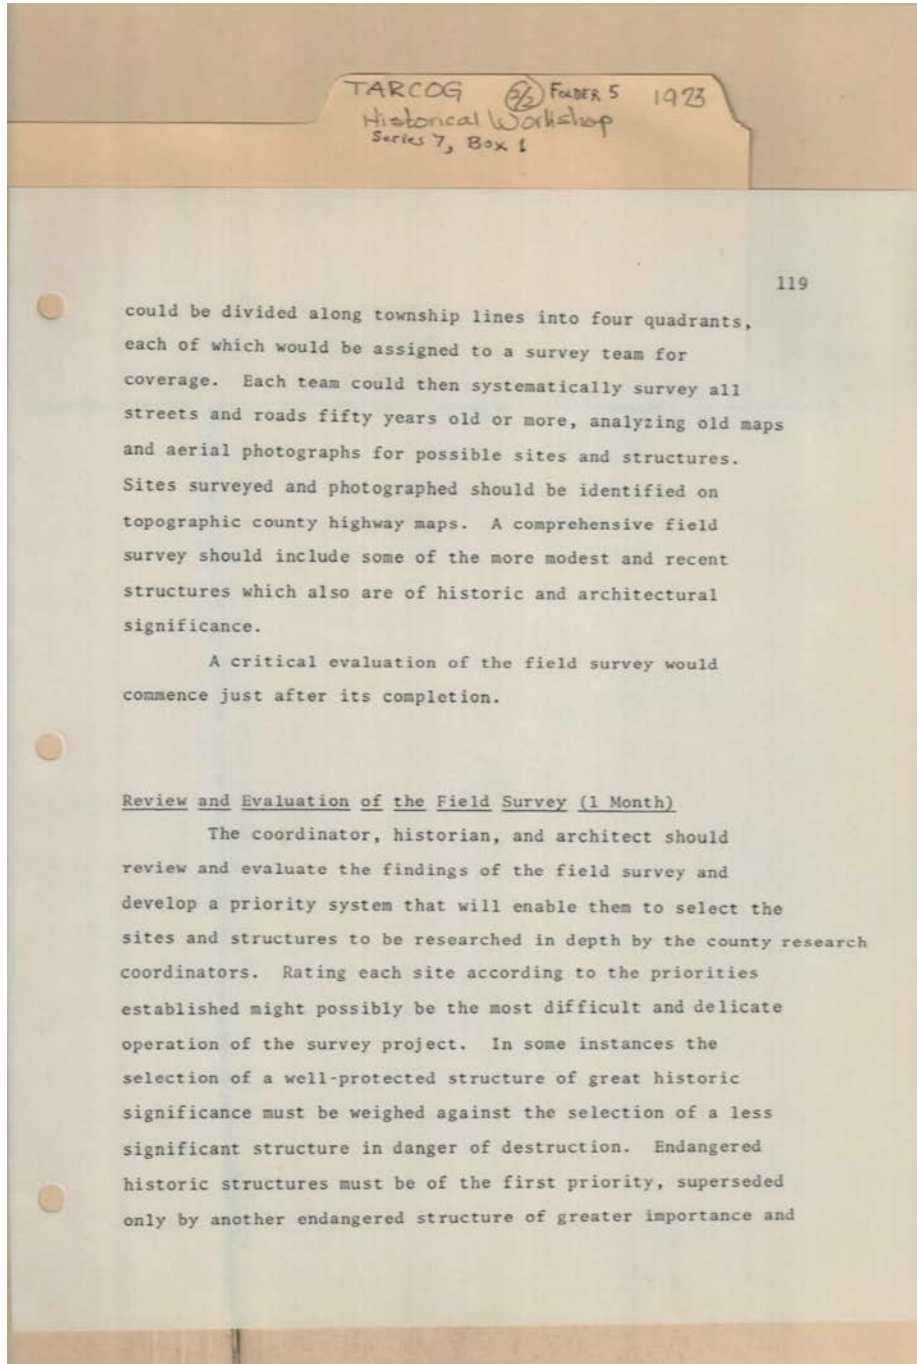 TARCOG 2/2 FOLDER 5 1973
Historical Workshop
Series 7, Box 1
119
could be divided along township lines into four quadrants,
each of which would be assigned to a survey team for
coverage. Each team could then systematically survey all
streets and roads fifty years old or more, analyzing old maps
and aerial photographs for possible sites and structures.
Sites surveyed and photographed should be identified on
topographic county highway maps. A comprehensive field
survey should include some of the more modest and recent
structures which also are of historic and architectural
significance.
A critical evaluation of the field survey would
commence just after its completion.
Review and Evaluation of the Field Survey (1 Month)
The coordinator, historian, and architect should
review and evaluate the findings of the field survey and
develop a priority system that will enable them to select the
sites and structures to be researched in depth by the county research
coordinators. Rating each site according to the priorities
established might possibly be the most difficult and delicate
operation of the survey project. In some instances the
selection of a well-protected structure of great historic
significance must be weighed against the selection of a less
significant structure in danger of destruction. Endangered
historic structures must be of the first priority, superseded
only by another endangered structure of greater importance and